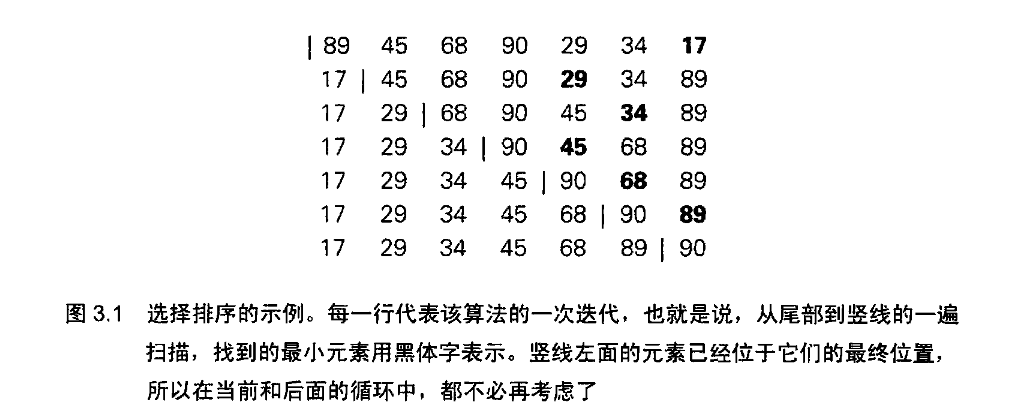 | 89 45 68 90 29 34 17
17 | 45 68 90 29 34 89
17 29 | 68 90 45 34 89
17 29 34 | 90 45 68 89
17 29 34 45 | 90 68 89
17 29 34 45 68 | 90 89
17 29 34 45 68 89 | 90
图 3.1 选择排序的示例。每一行代表该算法的一次迭代，也就是说，从尾部到竖线的一遍
扫描，找到的最小元素用黑体字表示。竖线左面的元素已经位于它们的最终位置，
所以在当前和后面的循环中，都不必再考虑了